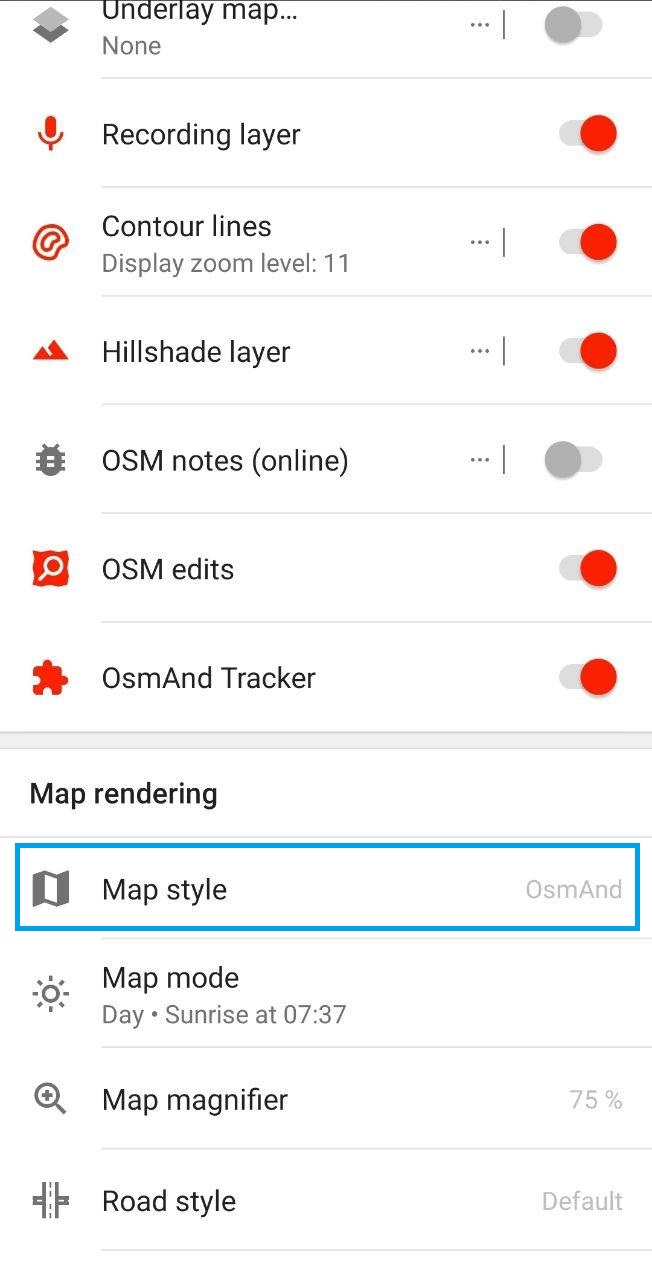 Underlay map...
None
Recording layer
Contour lines
Display zoom level: 11
Hillshade layer
OSM notes (online)
OSM edits
OsmAnd Tracker
Map rendering
Map style OsmAnd
Map mode
Day • Sunrise at 07:37
Map magnifier 75 %
Road style Default